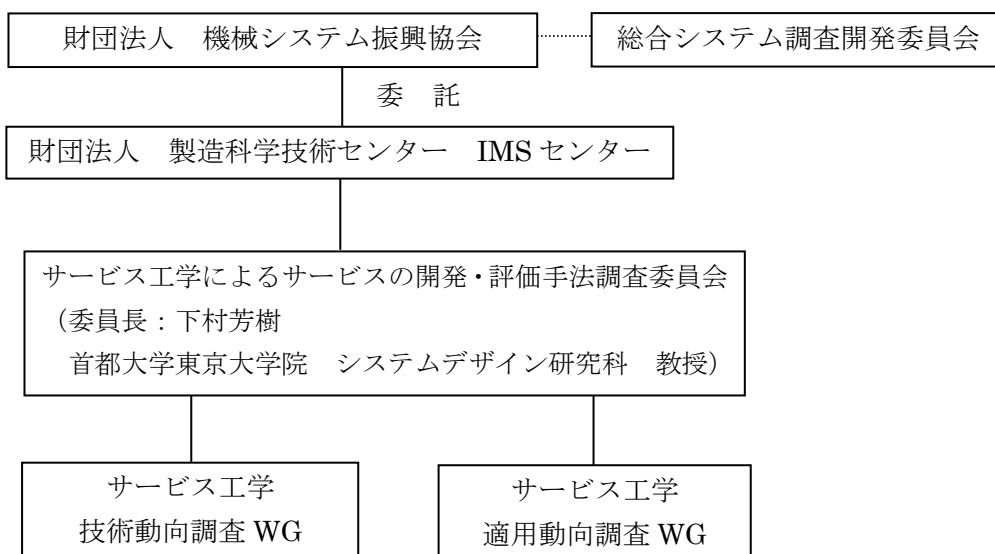 財団法人　機械システム振興協会
総合システム調査開発委員会
委　託
財団法人　製造科学技術センター　IMS センター
サービス工学によるサービスの開発・評価手法調査委員会
（委員長：下村芳樹
首都大学東京大学院　システムデザイン研究科　教授）
サービス工学
技術動向調査 WG
サービス工学
適用動向調査 WG